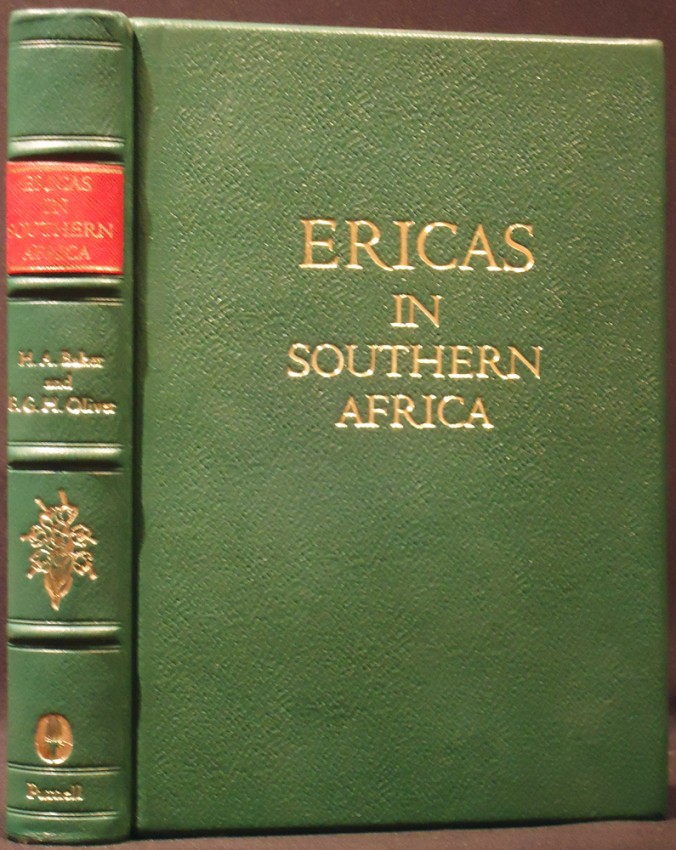 ERICAS
IN
SOUTHERN
AFRICA
H. A. Baker
and
E. G. H. Oliver
Purnell
ERICAS
IN
SOUTHERN
AFRICA